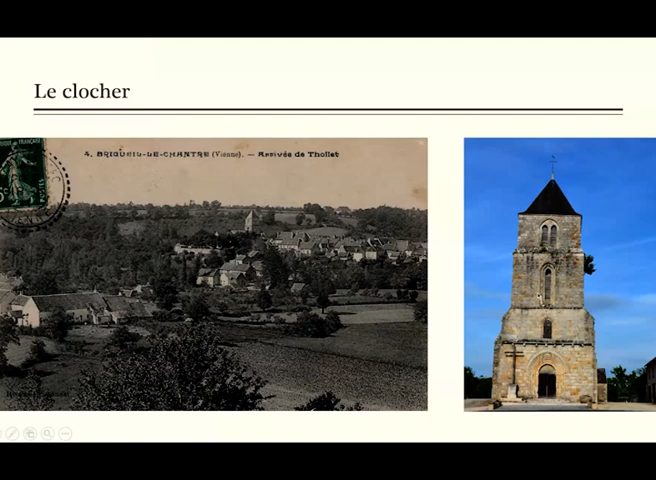 Le clocher
4. BRIGUEIL-LE-CHANTRE (Vienne). — Arrivée de Thollet